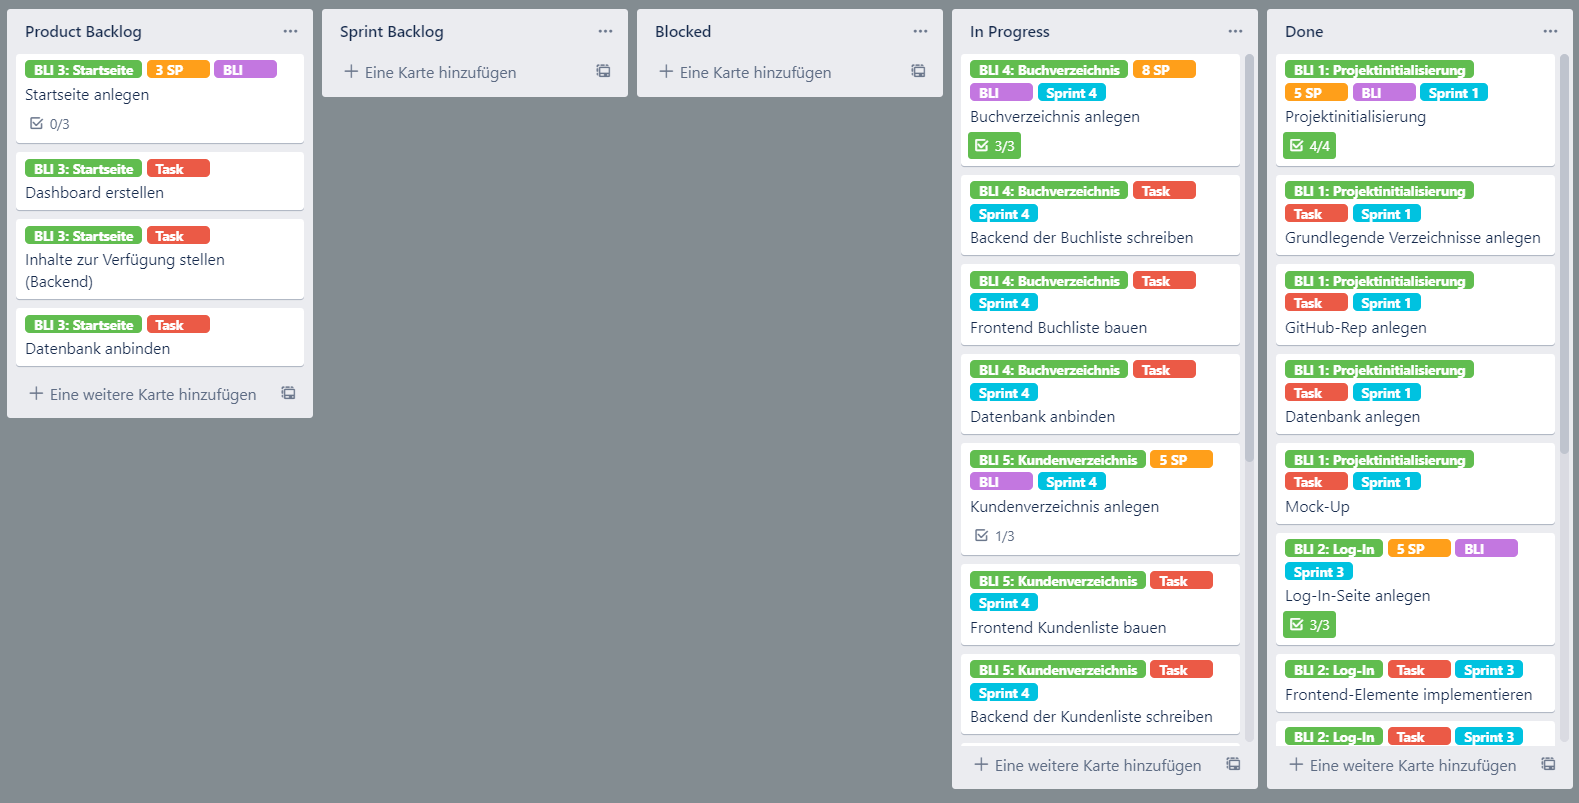 Product Backlog
BLI 3: Startseite 3 SP BLI
Startseite anlegen
0/3
BLI 3: Startseite Task
Dashboard erstellen
BLI 3: Startseite Task
Inhalte zur Verfügung stellen
(Backend)
BLI 3: Startseite Task
Datenbank anbinden
Eine weitere Karte hinzufügen
Sprint Backlog
Eine Karte hinzufügen
Blocked
Eine Karte hinzufügen
In Progress
BLI 4: Buchverzeichnis 8 SP
BLI Sprint 4
Buchverzeichnis anlegen
3/3
BLI 4: Buchverzeichnis Task
Sprint 4
Backend der Buchliste schreiben
BLI 4: Buchverzeichnis Task
Sprint 4
Frontend Buchliste bauen
BLI 4: Buchverzeichnis Task
Sprint 4
Datenbank anbinden
BLI 5: Kundenverzeichnis 5 SP
BLI Sprint 4
Kundenverzeichnis anlegen
1/3
BLI 5: Kundenverzeichnis Task
Sprint 4
Frontend Kundenliste bauen
BLI 5: Kundenverzeichnis Task
Sprint 4
Backend der Kundenliste schreiben
Eine weitere Karte hinzufügen
Done
BLI 1: Projektinitialisierung
5 SP BLI Sprint 1
Projektinitialisierung
4/4
BLI 1: Projektinitialisierung
Task Sprint 1
Grundlegende Verzeichnisse anlegen
BLI 1: Projektinitialisierung
Task Sprint 1
GitHub-Rep anlegen
BLI 1: Projektinitialisierung
Task Sprint 1
Datenbank anlegen
BLI 1: Projektinitialisierung
Task Sprint 1
Mock-Up
BLI 2: Log-In 5 SP BLI
Sprint 3
Log-In-Seite anlegen
3/3
BLI 2: Log-In Task Sprint 3
Frontend-Elemente implementieren
BLI 2: Log-In Task Sprint 3
Eine weitere Karte hinzufügen